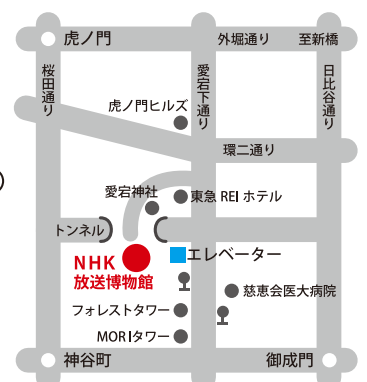 虎ノ門
外堀通り
至新橋
桜田通り
愛宕下通り
日比谷通り
虎ノ門ヒルズ
環二通り
愛宕神社
東急 REI ホテル
トンネル
エレベーター
NHK
放送博物館
慈恵会医大病院
フォレストタワー
MORIタワー
神谷町
御成門